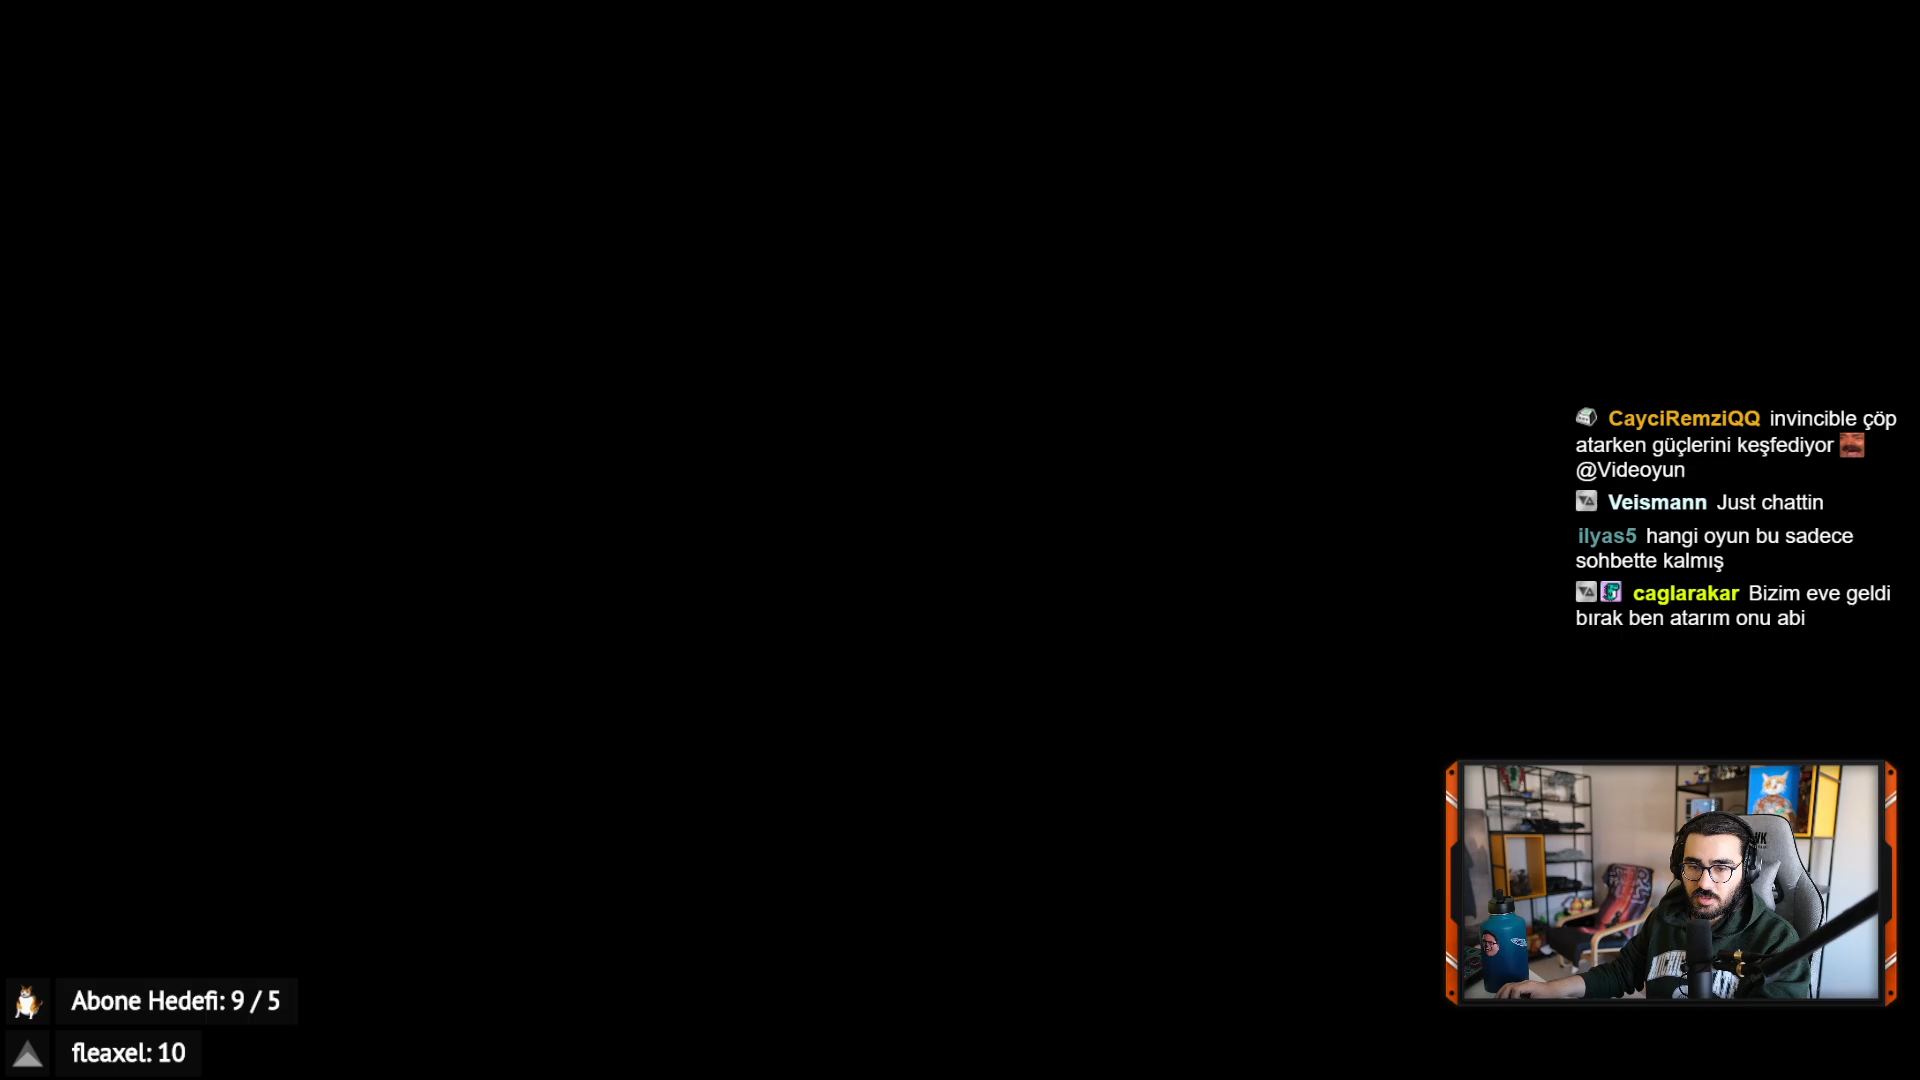 CayciRemziQQ invincible çöp
atarken güçlerini keşfediyor
@Videoyun
Veismann Just chattin
ilyas5 hangi oyun bu sadece
sohbette kalmış
caglarakar Bizim eve geldi
bırak ben atarım onu abi
Abone Hedefi: 9 / 5
fleaxel: 10